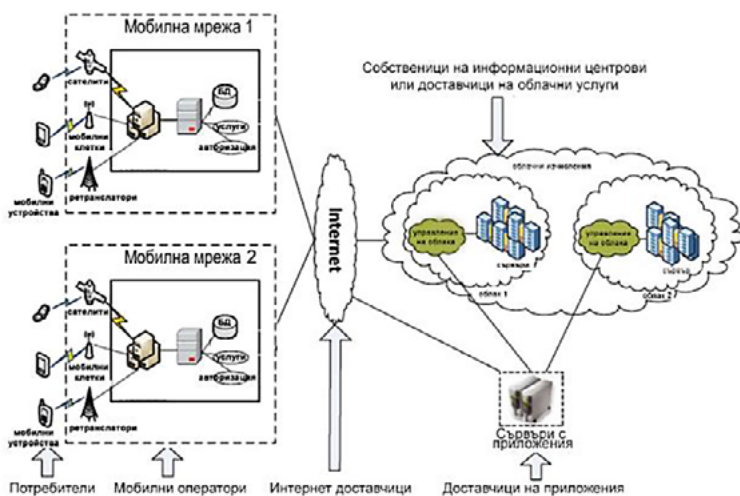 Мобилна мрежа 1
сателити
БД
услуги
авторизация
мобилни
клетки
мобилни
устройства
ретранслатори
Мобилна мрежа 2
сателити
БД
услуги
авторизация
мобилни
клетки
мобилни
устройства
ретранслатори
Internet
Собственици на информационни центрове
или доставчици на облачни услуги
облачни изчисления
управление
на облака
сървъри
облак 1
управление
на облака
облак 2
Сървъри с
приложения
Потребители
Мобилни оператори
Интернет доставчици
Доставчици на приложения